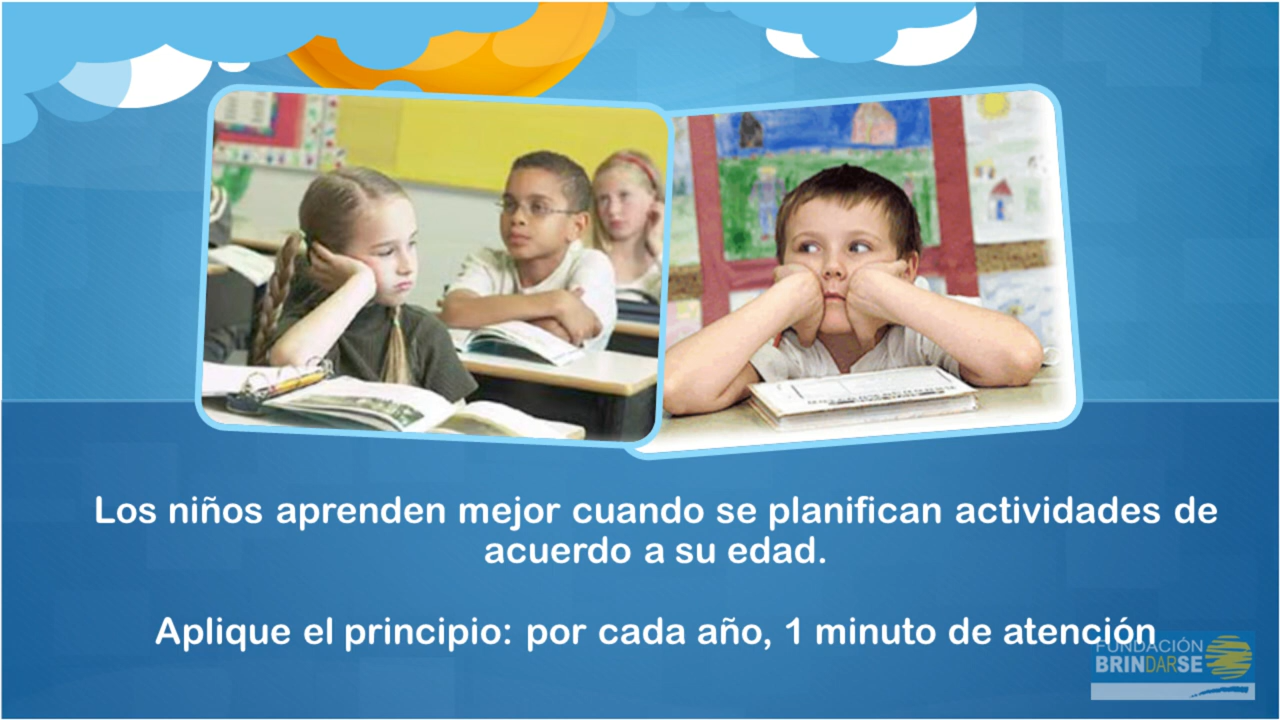 Los niños aprenden mejor cuando se planifican actividades de
acuerdo a su edad.
Aplique el principio: por cada año, 1 minuto de atención
FUNDACIÓN
BRINDARSE